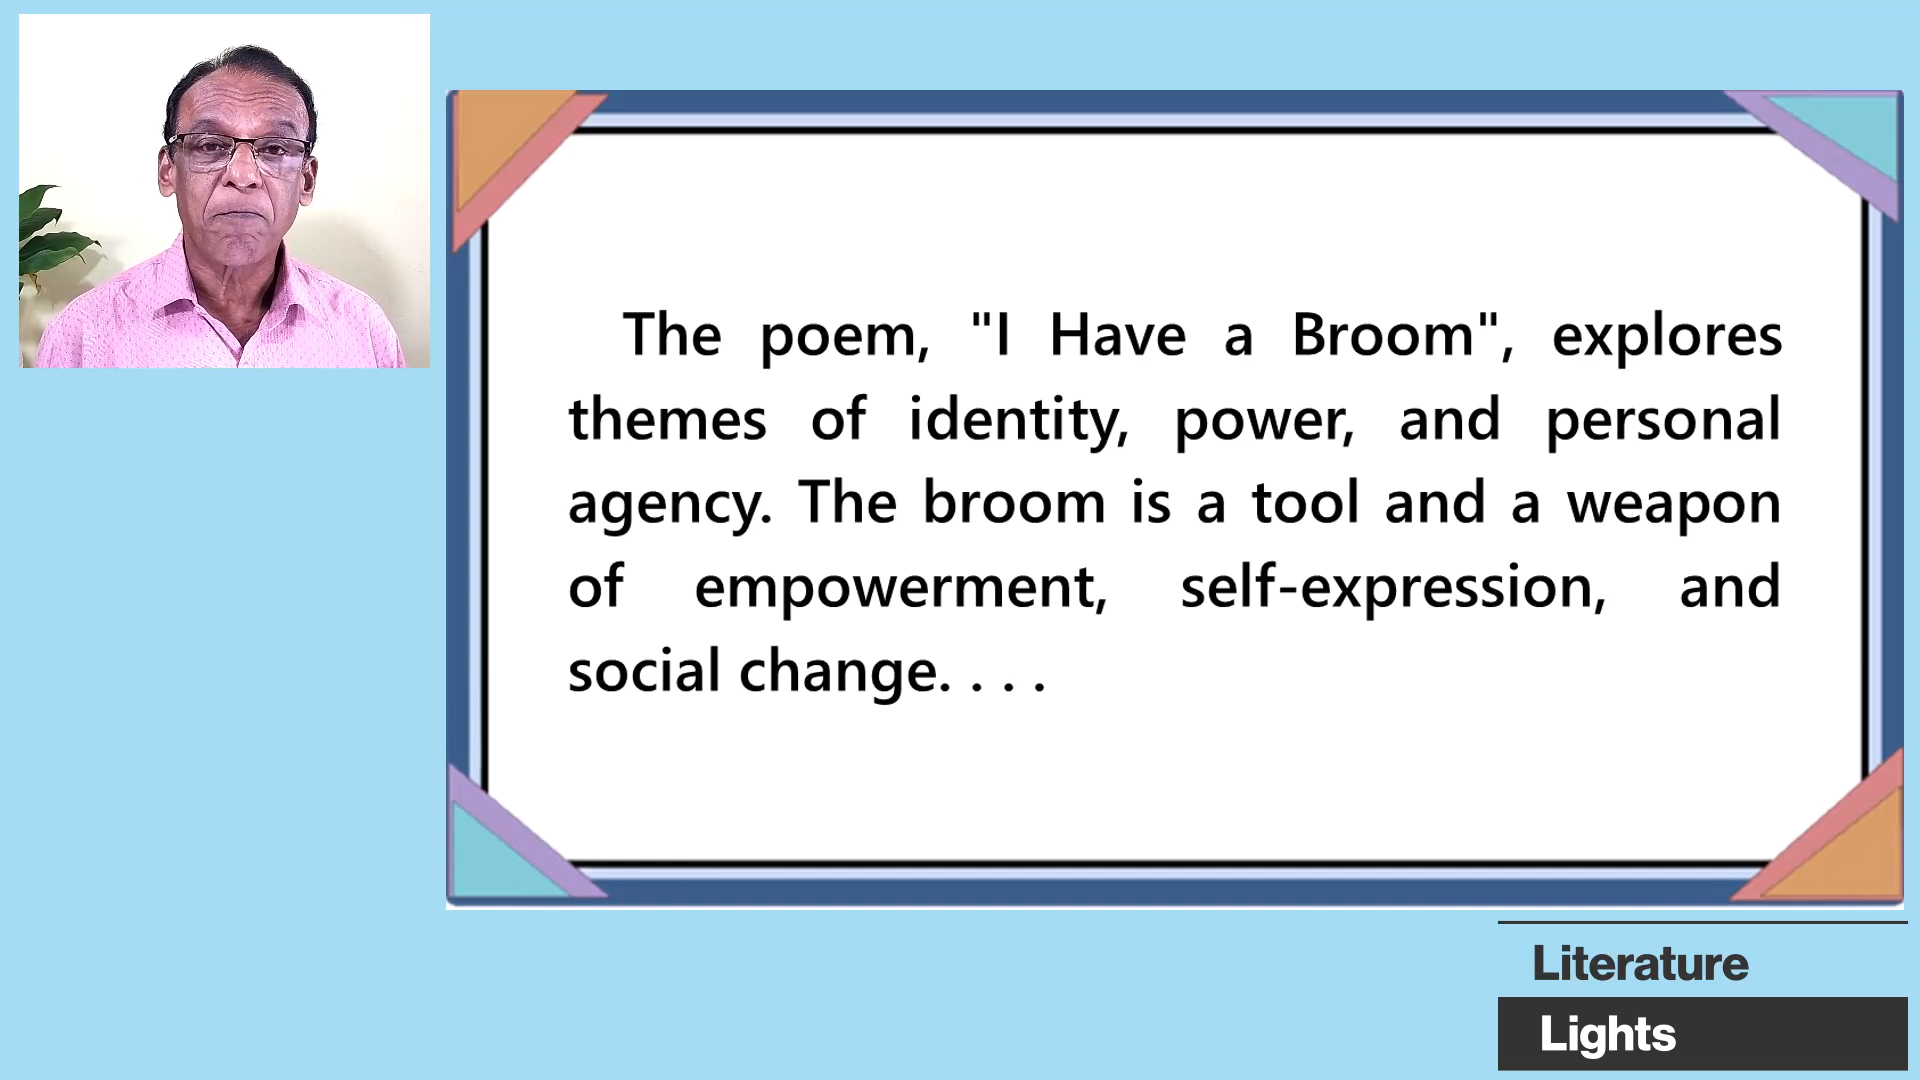 The poem, "I Have a Broom", explores
themes of identity, power, and personal
agency. The broom is a tool and a weapon
of empowerment, self-expression, and
social change. . . .
Literature
Lights